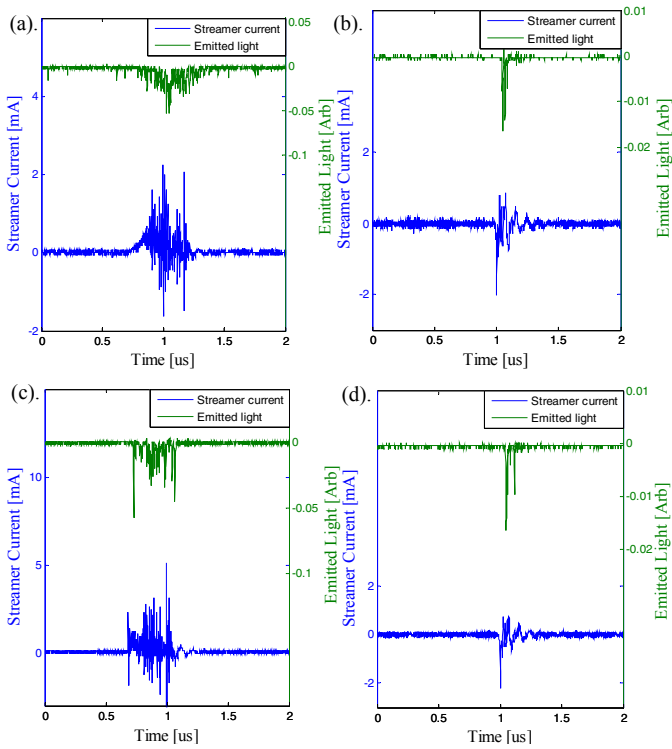 (a).
Streamer current
Emitted light
Streamer Current [mA]
4
2
0
-2
0
-0.05
-0.1
Emitted Light [Arb]
0
0.5
1
1.5
2
Time [us]
(b).
Streamer current
Emitted light
Streamer Current [mA]
2
0
-2
0.01
0
-0.01
-0.02
Emitted Light [Arb]
0
0.5
1
1.5
2
Time [us]
(c).
Streamer current
Emitted light
Streamer Current [mA]
10
5
0
0
-0.05
-0.1
Emitted Light [Arb]
0
0.5
1
1.5
2
Time [us]
(d).
Streamer current
Emitted light
Streamer Current [mA]
2
0
-2
0.01
0
-0.01
-0.02
Emitted Light [Arb]
0
0.5
1
1.5
2
Time [us]